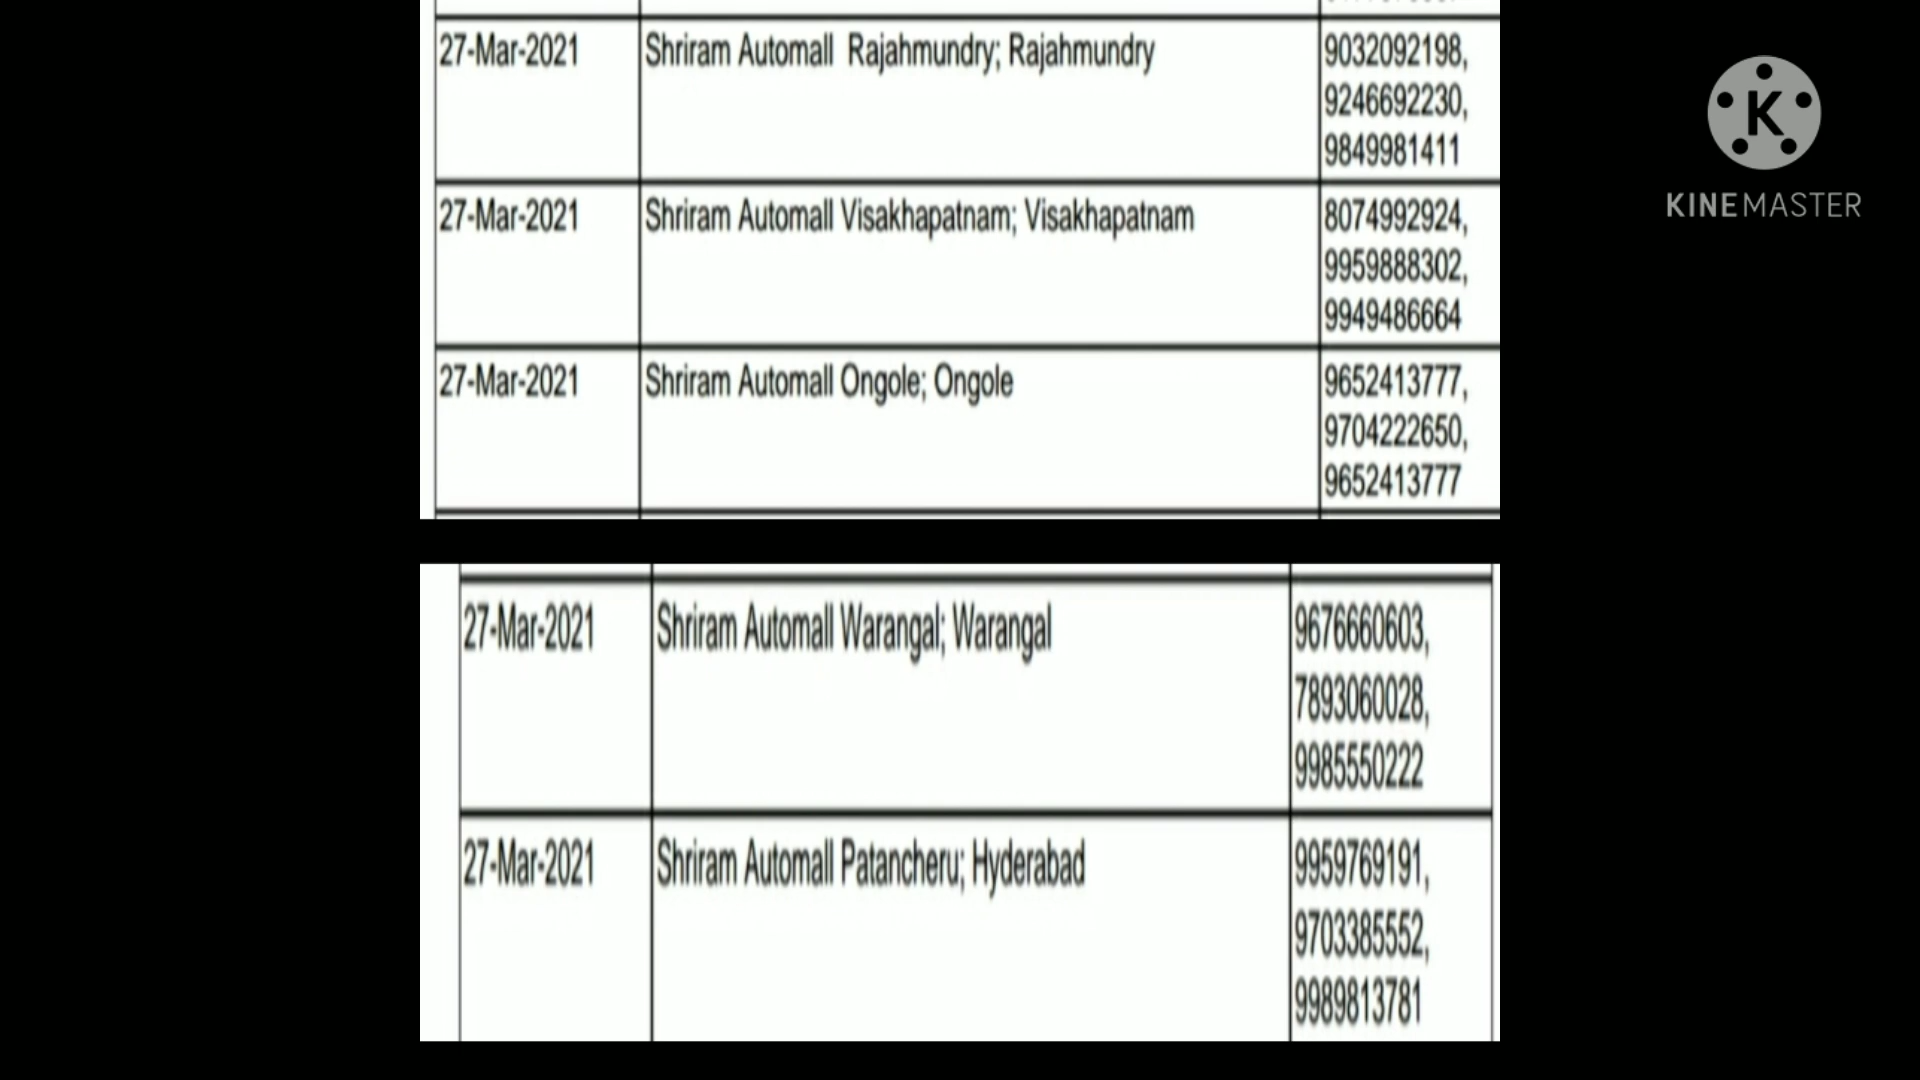 27-Mar-2021 Shriram Automall Rajahmundry; Rajahmundry 9032092198,
9246692230,
9849981411
27-Mar-2021 Shriram Automall Visakhapatnam; Visakhapatnam 8074992924,
9959888302,
9949486664
27-Mar-2021 Shriram Automall Ongole; Ongole 9652413777,
9704222650,
9652413777
27-Mar-2021 Shriram Automall Warangal; Warangal 9676660603,
7893060028,
9985550222
27-Mar-2021 Shriram Automall Patancheru; Hyderabad 9959769191,
9703385552,
9989813781
K
KINEMASTER